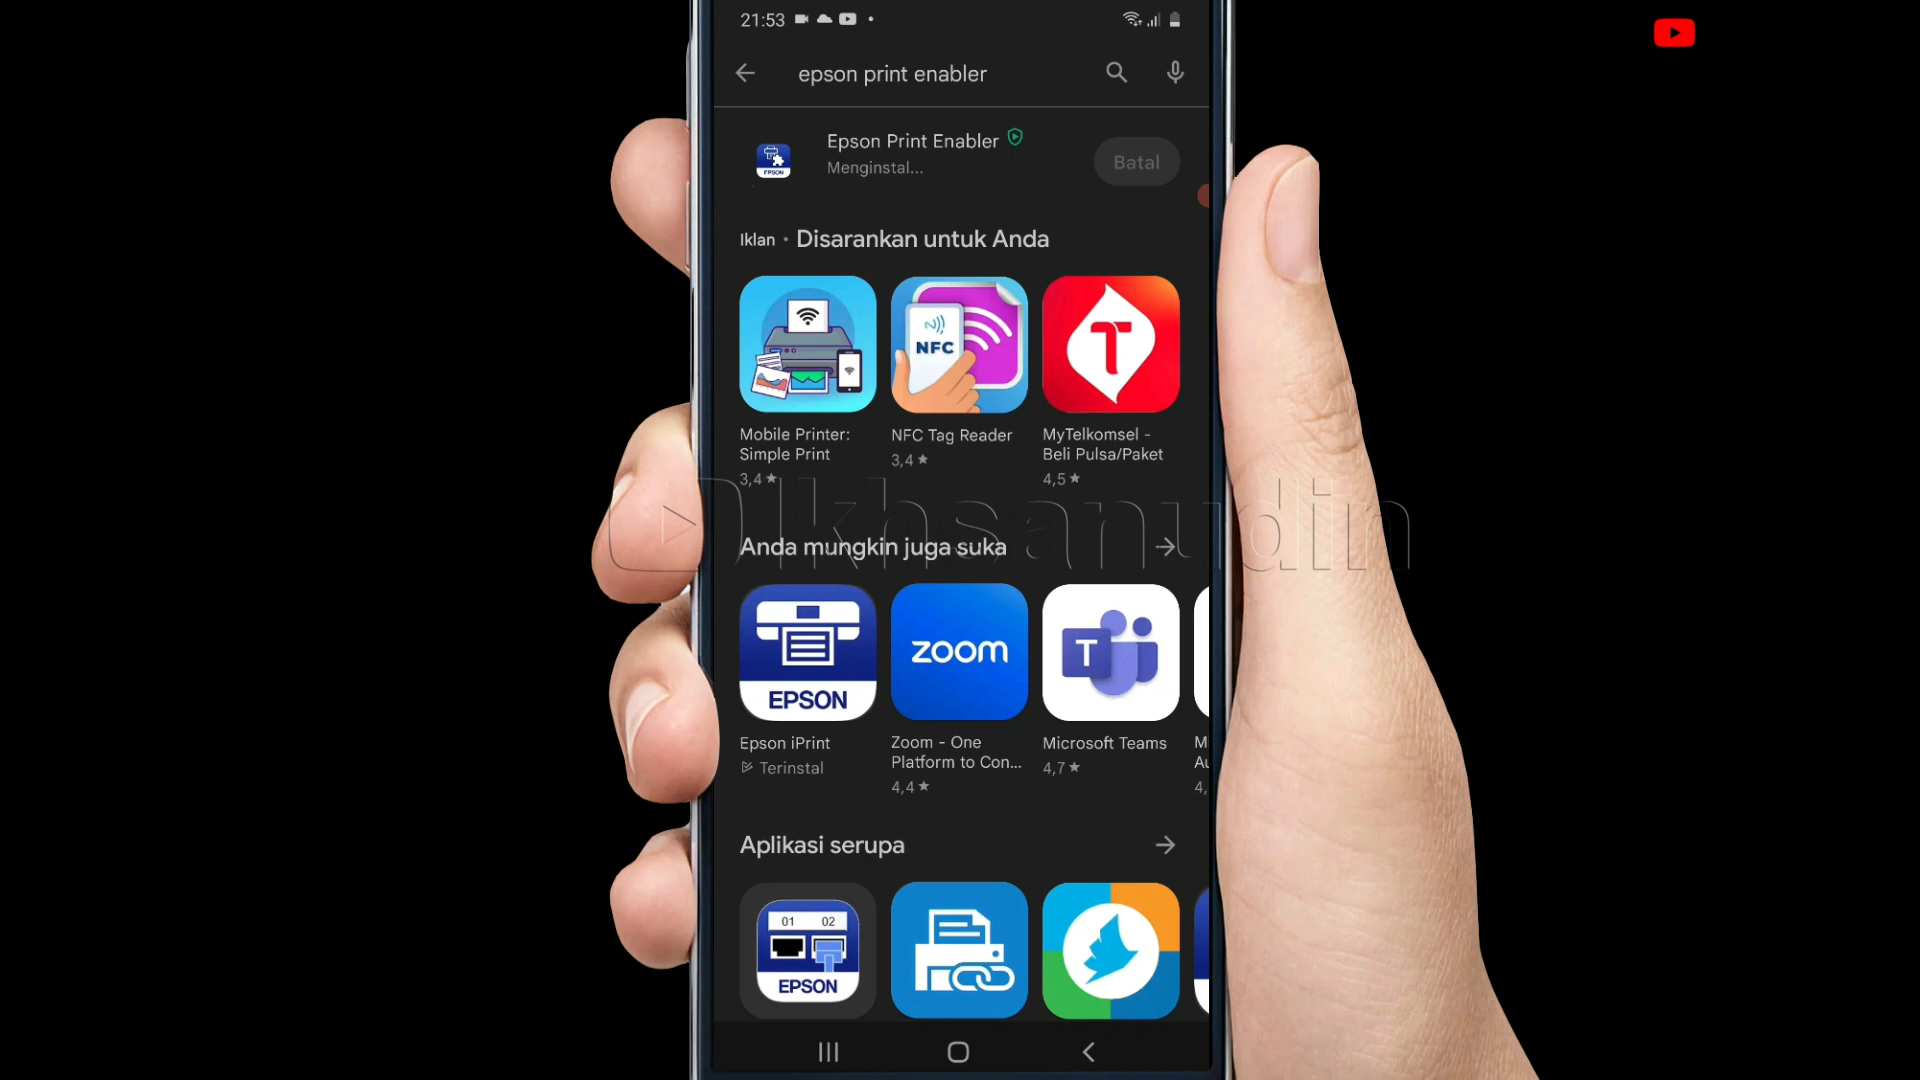 21:53
epson print enabler
Epson Print Enabler
Menginstal...
Batal
Iklan • Disarankan untuk Anda
NFC
Mobile Printer:
Simple Print
3,4★
NFC Tag Reader
3,4★
MyTelkomsel -
Beli Pulsa/Paket
4,5★
Ikhsanudin
Anda mungkin juga suka
EPSON
zoom
T
Epson iPrint
Terinstal
Zoom - One
Platform to Con...
4,4★
Microsoft Teams
4,7★
Aplikasi serupa
01 02
EPSON